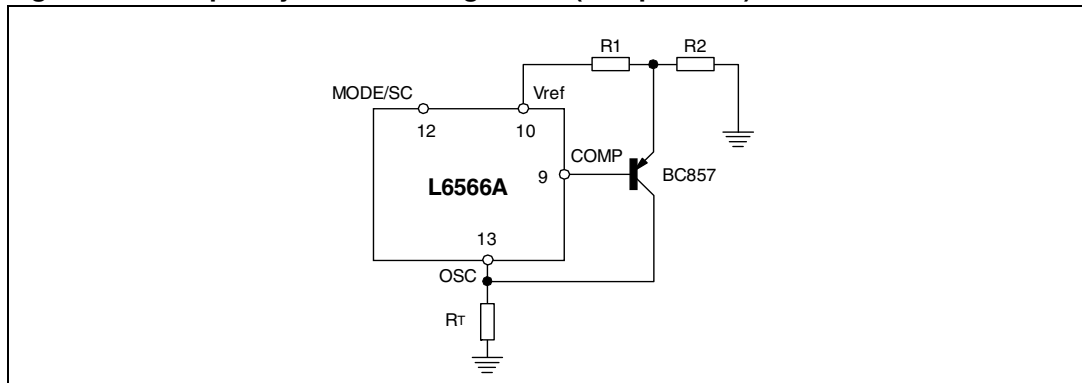 R1 R2
MODE/SC Vref
12 10
COMP
9 BC857
L6566A
13
OSC
RT